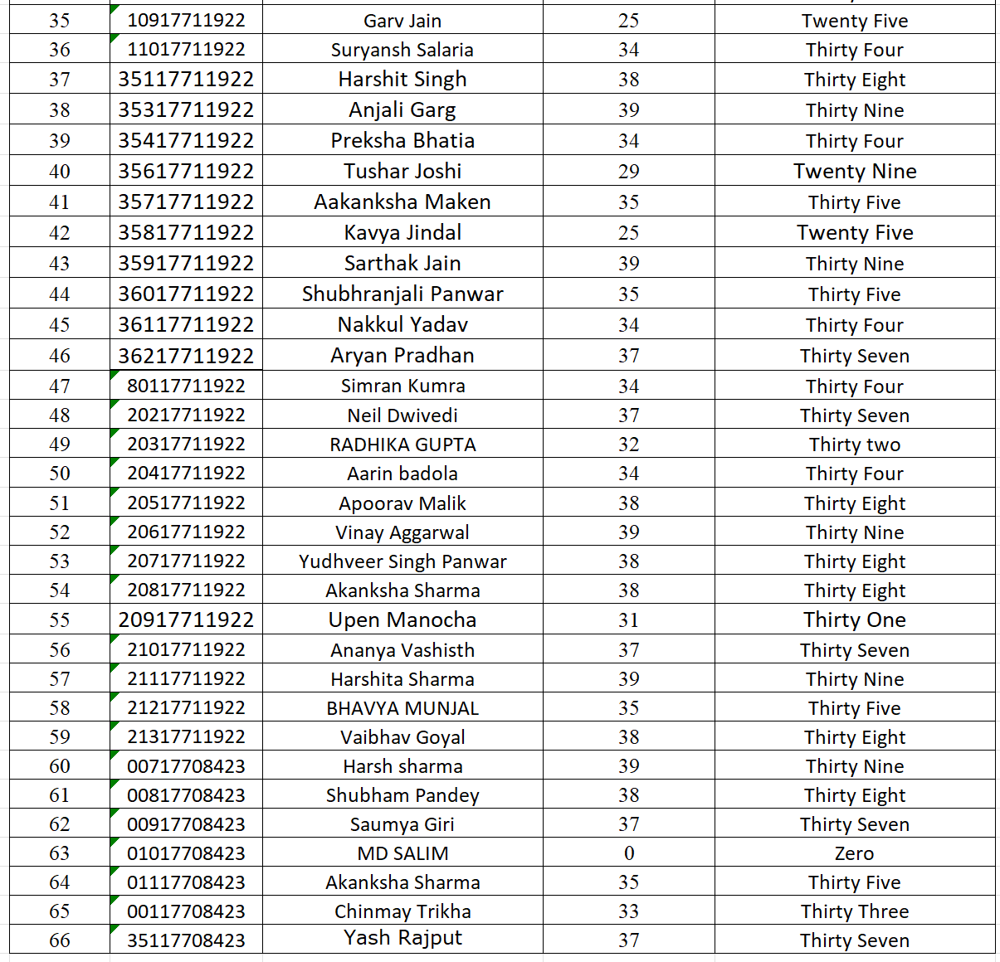 35 10917711922 Garv Jain 25 Twenty Five
36 11017711922 Suryansh Salaria 34 Thirty Four
37 35117711922 Harshit Singh 38 Thirty Eight
38 35317711922 Anjali Garg 39 Thirty Nine
39 35417711922 Preksha Bhatia 34 Thirty Four
40 35617711922 Tushar Joshi 29 Twenty Nine
41 35717711922 Aakanksha Maken 35 Thirty Five
42 35817711922 Kavya Jindal 25 Twenty Five
43 35917711922 Sarthak Jain 39 Thirty Nine
44 36017711922 Shubhranjali Panwar 35 Thirty Five
45 36117711922 Nakkul Yadav 34 Thirty Four
46 36217711922 Aryan Pradhan 37 Thirty Seven
47 80117711922 Simran Kumra 34 Thirty Four
48 20217711922 Neil Dwivedi 37 Thirty Seven
49 20317711922 RADHIKA GUPTA 32 Thirty two
50 20417711922 Aarin badola 34 Thirty Four
51 20517711922 Apoorav Malik 38 Thirty Eight
52 20617711922 Vinay Aggarwal 39 Thirty Nine
53 20717711922 Yudhveer Singh Panwar 38 Thirty Eight
54 20817711922 Akanksha Sharma 38 Thirty Eight
55 20917711922 Upen Manocha 31 Thirty One
56 21017711922 Ananya Vashisth 37 Thirty Seven
57 21117711922 Harshita Sharma 39 Thirty Nine
58 21217711922 BHAVYA MUNJAL 35 Thirty Five
59 21317711922 Vaibhav Goyal 38 Thirty Eight
60 00717708423 Harsh sharma 39 Thirty Nine
61 00817708423 Shubham Pandey 38 Thirty Eight
62 00917708423 Saumya Giri 37 Thirty Seven
63 01017708423 MD SALIM 0 Zero
64 01117708423 Akanksha Sharma 35 Thirty Five
65 00117708423 Chinmay Trikha 33 Thirty Three
66 35117708423 Yash Rajput 37 Thirty Seven